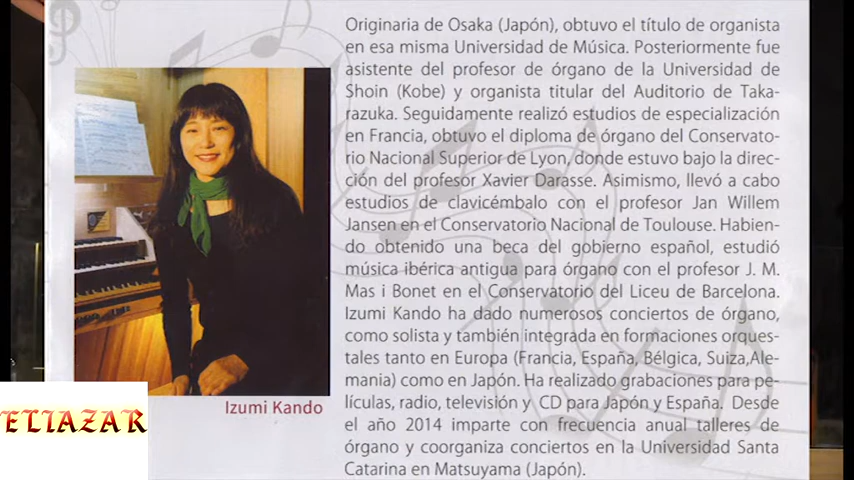 Originaria de Osaka (Japón), obtuvo el título de organista
en esa misma Universidad de Música. Posteriormente fue
asistente del profesor de órgano de la Universidad de
Shoin (Kobe) y organista titular del Auditorio de Taka-
razuka. Seguidamente realizó estudios de especialización
en Francia, obtuvo el diploma de órgano del Conservato-
rio Nacional Superior de Lyon, donde estuvo bajo la direc-
ción del profesor Xavier Darasse. Asimismo, llevó a cabo
estudios de clavicémbalo con el profesor Jan Willem
Jansen en el Conservatorio Nacional de Toulouse. Habien-
do obtenido una beca del gobierno español, estudió
música ibérica antigua para órgano con el profesor J. M.
Mas i Bonet en el Conservatorio del Liceu de Barcelona.
Izumi Kando ha dado numerosos conciertos de órgano,
como solista y también integrada en formaciones orques-
tales tanto en Europa (Francia, España, Bélgica, Suiza,Ale-
mania) como en Japón. Ha realizado grabaciones para pe-
lículas, radio, televisión y CD para Japón y España. Desde
el año 2014 imparte con frecuencia anual talleres de
órgano y coorganiza conciertos en la Universidad Santa
Catarina en Matsuyama (Japón).
Izumi Kando
ELIAZAR